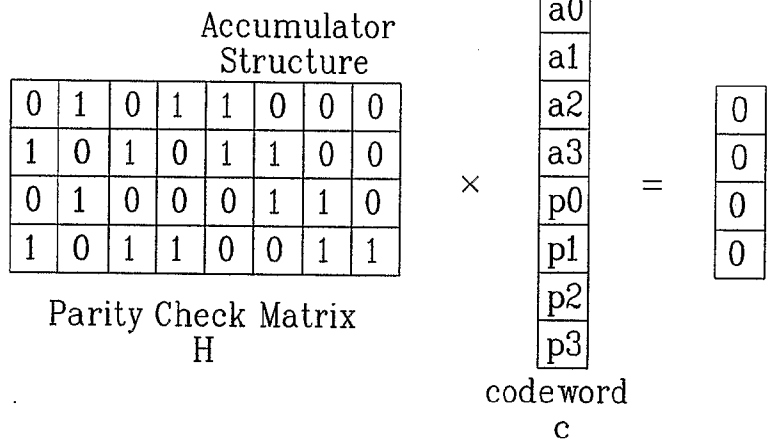 Accumulator
Structure
0 1 0 1 1 0 0 0
1 0 1 0 1 1 0 0
0 1 0 0 0 1 1 0
1 0 1 1 0 0 1 1
Parity Check Matrix
H
×
a0
a1
a2
a3
p0
p1
p2
p3
codeword
c
=
0
0
0
0